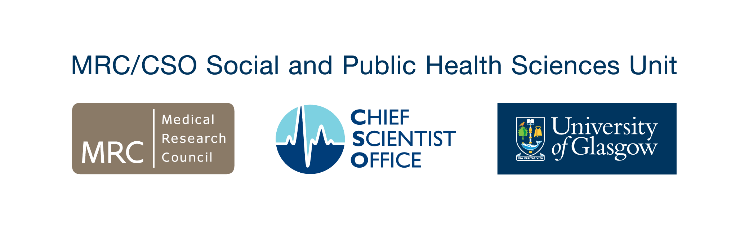 MRC/CSO Social and Public Health Sciences Unit
MRC
Medical
Research
Council
CHIEF
SCIENTIST
OFFICE
University
of Glasgow